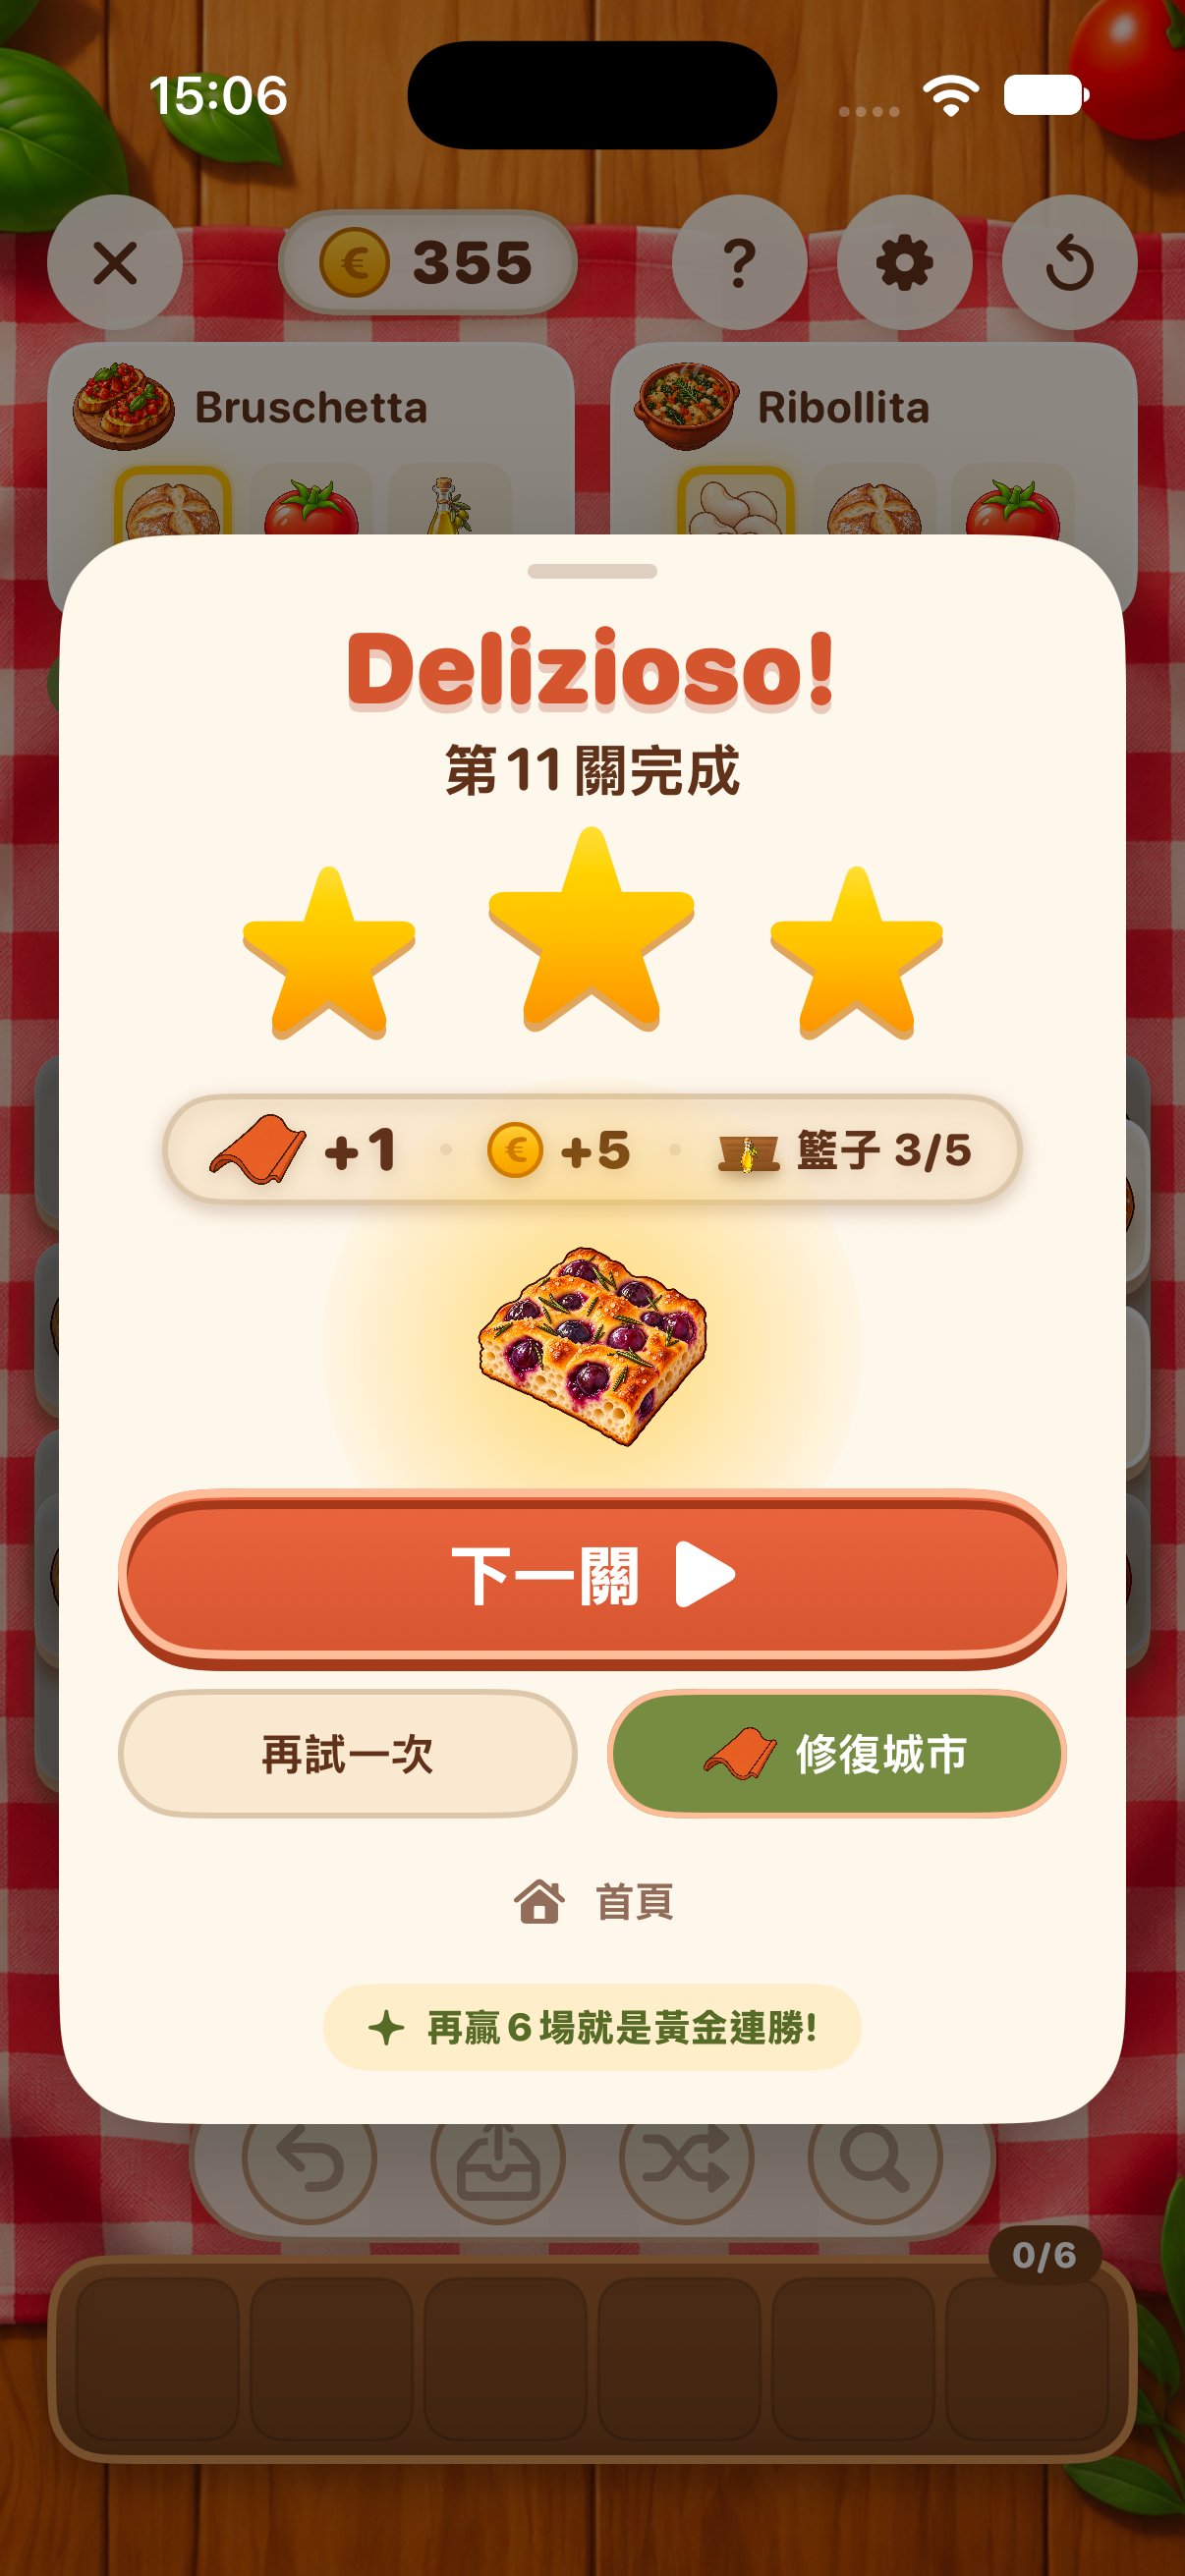 15:06
355
?
Bruschetta
Ribollita
Delizioso!
第11關完成
+1 · +5 · 籃子 3/5
下一關
再試一次
修復城市
首頁
再贏6場就是黃金連勝!
0/6